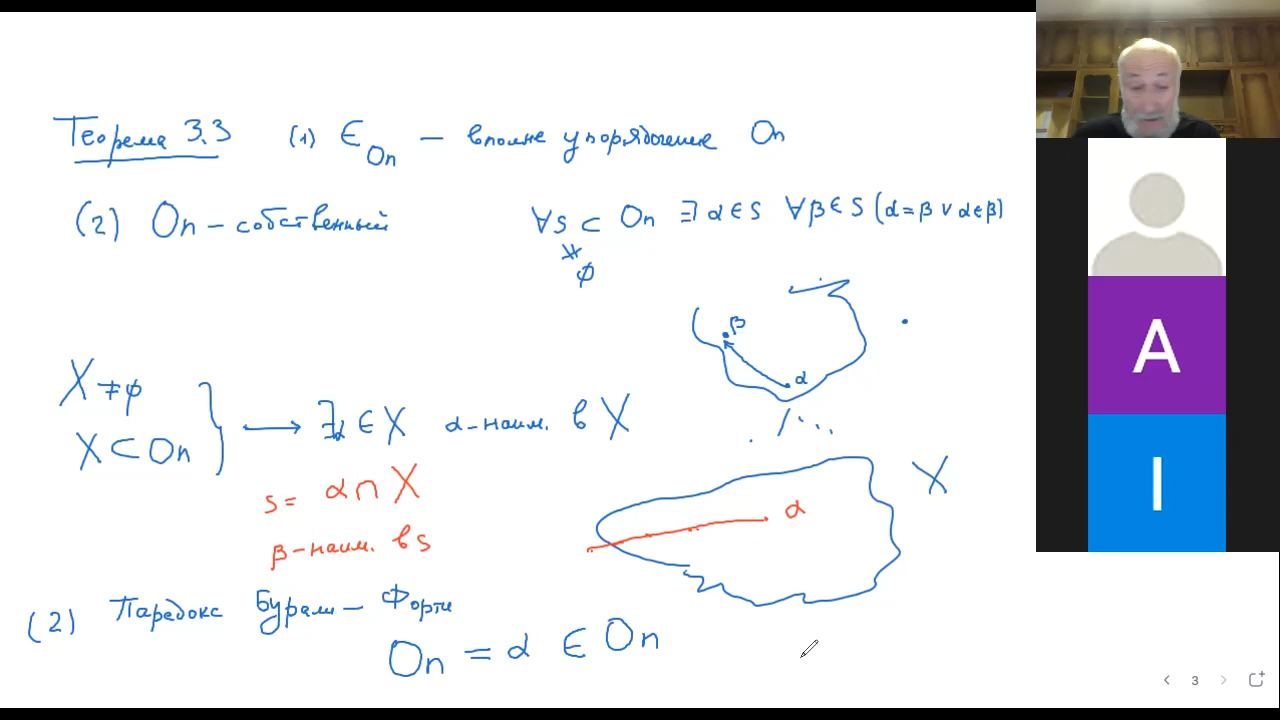 Теорема 3.3 (1) ∈_On — вполне упорядочение On
(2) On – собственный ∀S ⊂ On ∃α∈S ∀β∈S (α=β ∨ α∈β)
≠
∅
β
α
X ≠ ∅
X ⊂ On
→ ∃α ∈ X α–наим. в X
S = α ∩ X
β–наим. в S
α
X
(2) Парадокс Бурали – Форти
On = α ∈ On
A
I
3